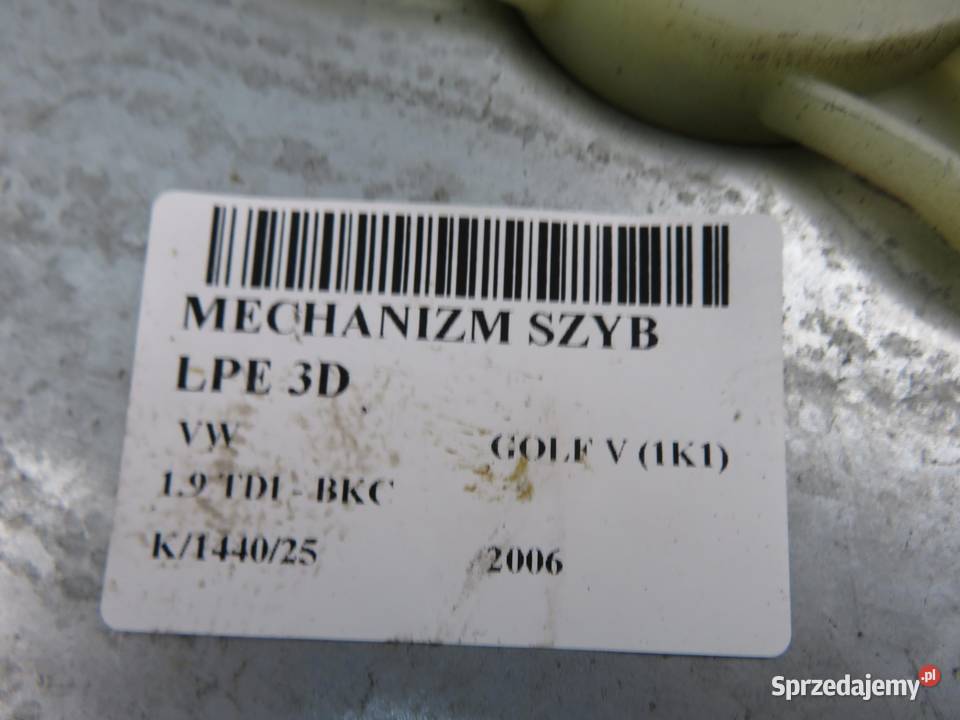 MECHANIZM SZYB
LPE 3D
VW GOLF V (1K1)
1.9 TDI - BKC
K/1440/25 2006
Sprzedajemy.pl